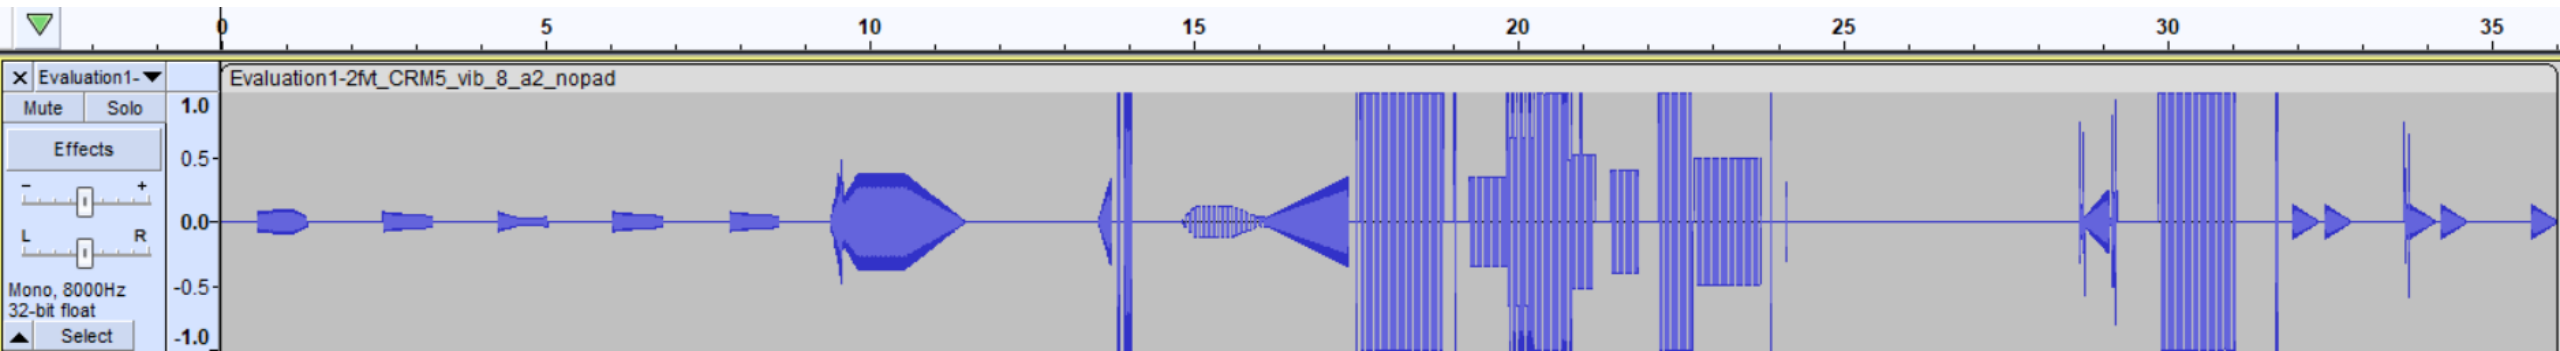 0 5 10 15 20 25 30 35
Evaluation1-
Evaluation1-2fvt_CRM5_vib_8_a2_nopad
Mute Solo
Effects
- +
L R
Mono, 8000Hz
32-bit float
Select
1.0
0.5-
0.0-
-0.5-
-1.0